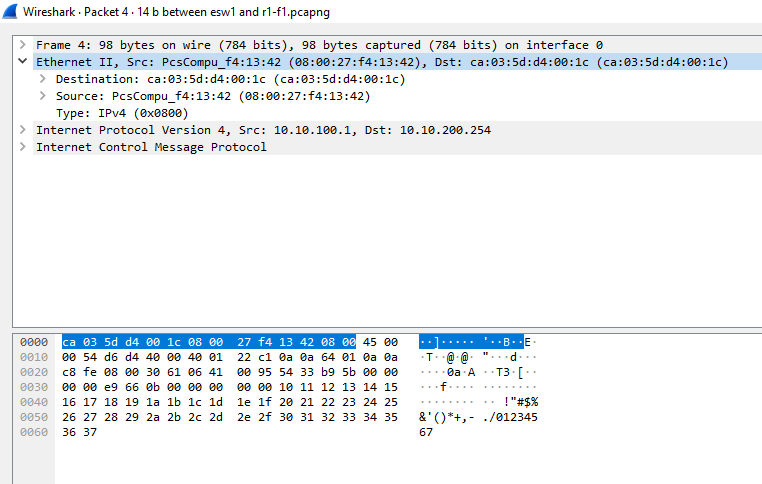 Wireshark · Packet 4 · 14 b between esw1 and r1-f1.pcapng
Frame 4: 98 bytes on wire (784 bits), 98 bytes captured (784 bits) on interface 0
Ethernet II, Src: PcsCompu_f4:13:42 (08:00:27:f4:13:42), Dst: ca:03:5d:d4:00:1c (ca:03:5d:d4:00:1c)
Destination: ca:03:5d:d4:00:1c (ca:03:5d:d4:00:1c)
Source: PcsCompu_f4:13:42 (08:00:27:f4:13:42)
Type: IPv4 (0x0800)
Internet Protocol Version 4, Src: 10.10.100.1, Dst: 10.10.200.254
Internet Control Message Protocol
0000 ca 03 5d d4 00 1c 08 00 27 f4 13 42 08 00 45 00 ··]····· '··B··E·
0010 00 54 d6 d4 40 00 40 01 22 c1 0a 0a 64 01 0a 0a ·T··@·@· "···d···
0020 c8 fe 08 00 30 61 06 41 00 95 54 33 b9 5b 00 00 ····0a·A ··T3·[··
0030 00 00 e9 66 0b 00 00 00 00 00 10 11 12 13 14 15 ···f···· ········
0040 16 17 18 19 1a 1b 1c 1d 1e 1f 20 21 22 23 24 25 ········ ·· !"#$%
0050 26 27 28 29 2a 2b 2c 2d 2e 2f 30 31 32 33 34 35 &'()*+,- ./012345
0060 36 37 67